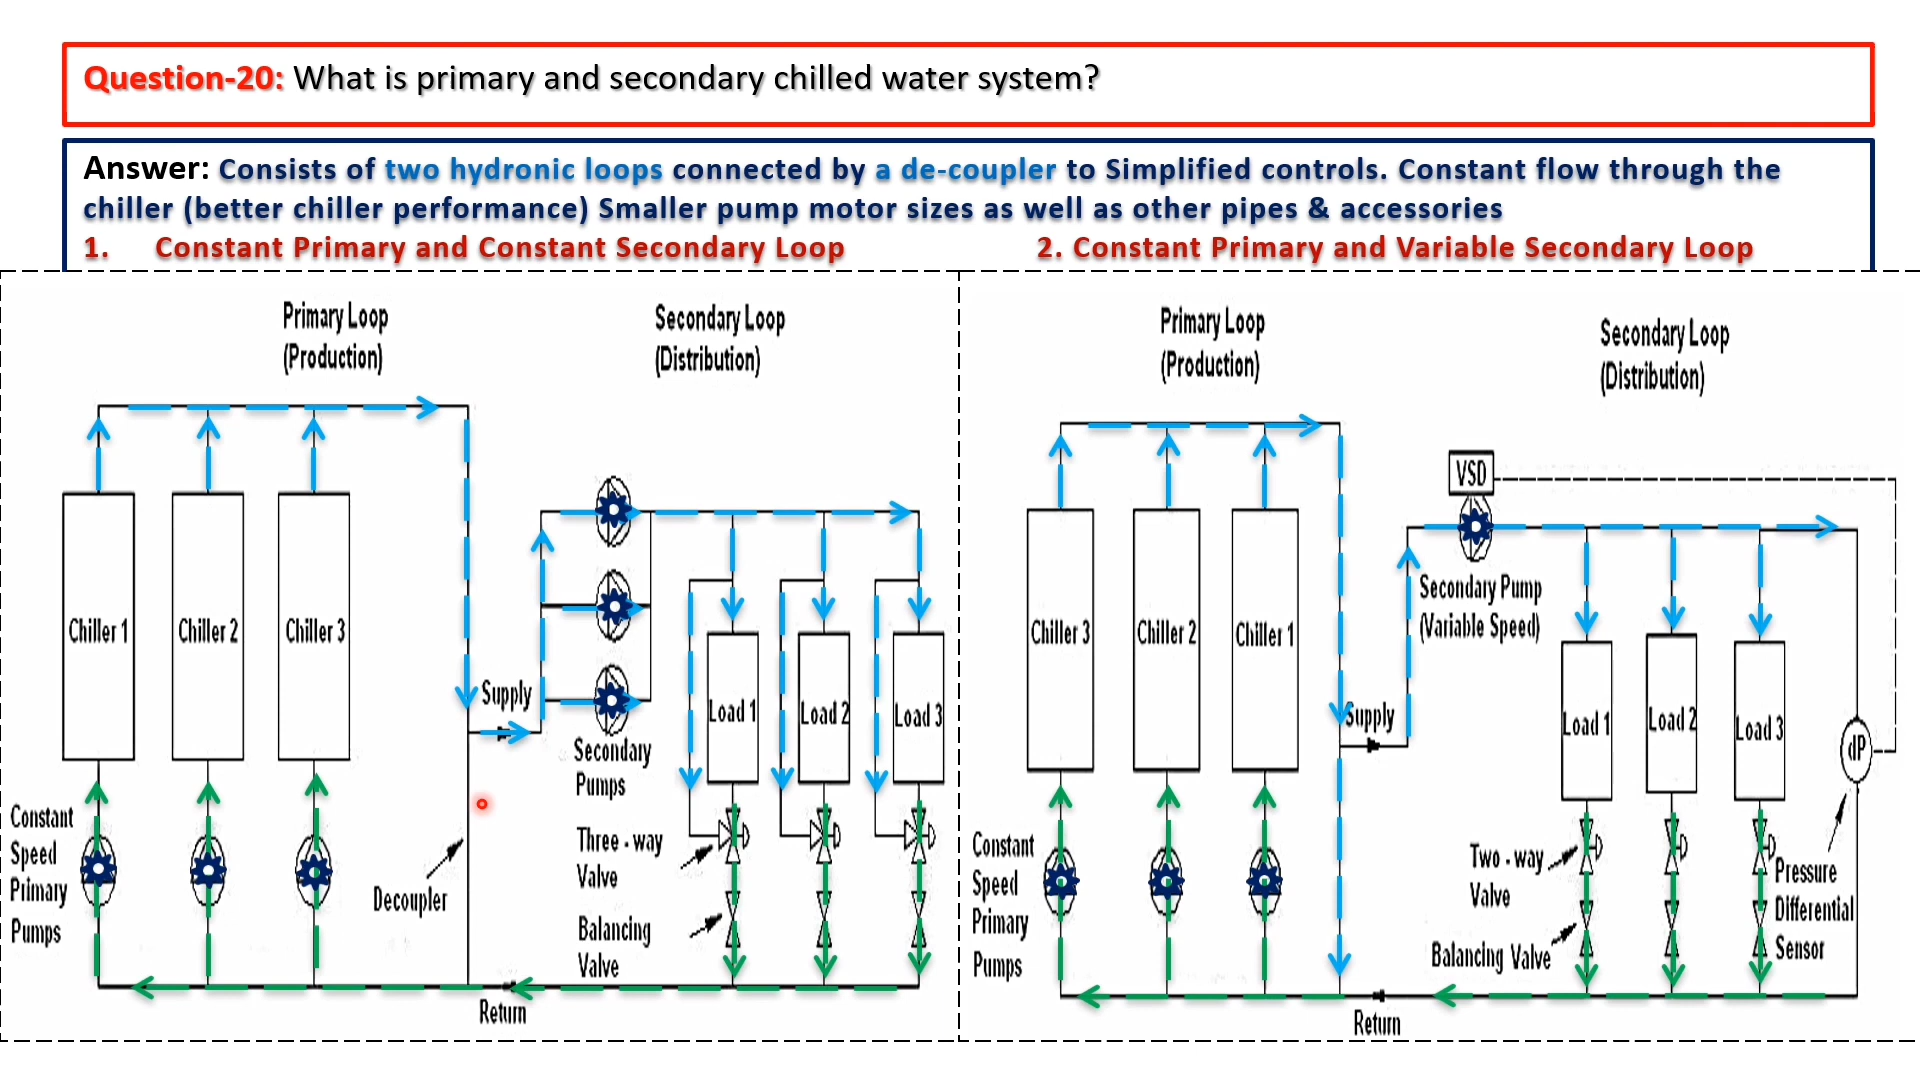 Question-20: What is primary and secondary chilled water system?
Answer: Consists of two hydronic loops connected by a de-coupler to Simplified controls. Constant flow through the
chiller (better chiller performance) Smaller pump motor sizes as well as other pipes & accessories
1. Constant Primary and Constant Secondary Loop
2. Constant Primary and Variable Secondary Loop
Primary Loop
(Production)
Secondary Loop
(Distribution)
Chiller 1
Chiller 2
Chiller 3
Supply
Secondary
Pumps
Load 1
Load 2
Load 3
Constant
Speed
Primary
Pumps
Decoupler
Three - way
Valve
Balancing
Valve
Return
Primary Loop
(Production)
Secondary Loop
(Distribution)
VSD
Secondary Pump
(Variable Speed)
Chiller 3
Chiller 2
Chiller 1
Supply
Load 1
Load 2
Load 3
dP
Constant
Speed
Primary
Pumps
Two - way
Valve
Balancing Valve
Pressure
Differential
Sensor
Return